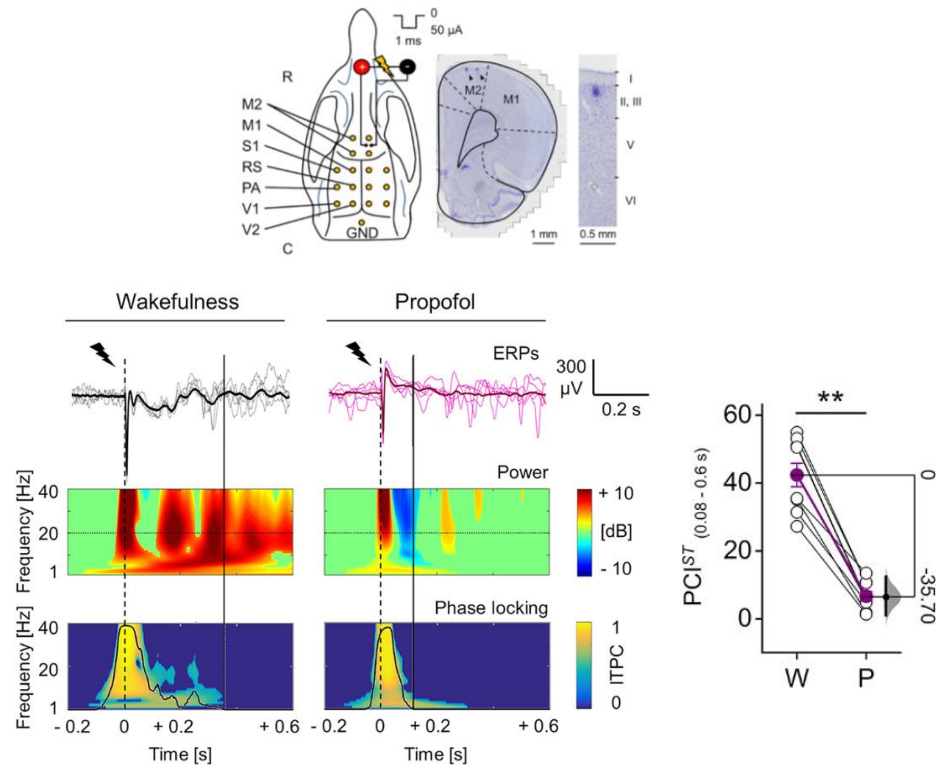 0
50 µA
1 ms
R
M2
M1
S1
RS
PA
V1
V2
C
GND
+
-
M2
M1
1 mm
I
II, III
V
VI
0.5 mm
Wakefulness
Propofol
ERPs
300
µV
0.2 s
Power
Frequency [Hz]
40
20
1
+ 10
[dB]
- 10
Phase locking
Frequency [Hz]
40
20
1
1
ITPC
0
- 0.2
0
+ 0.2
+ 0.6
- 0.2
0
+ 0.2
+ 0.6
Time [s]
Time [s]
**
PCI^ST (0.08 - 0.6 s)
60
40
20
0
W
P
0
-35.70